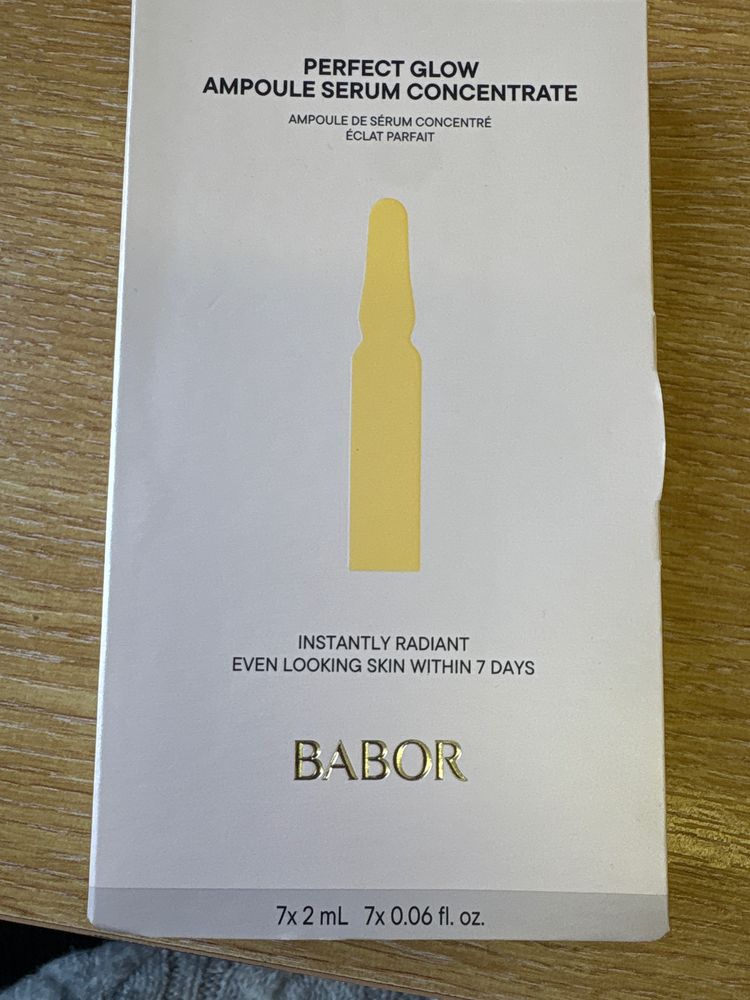 PERFECT GLOW
AMPOULE SERUM CONCENTRATE
AMPOULE DE SÉRUM CONCENTRÉ
ÉCLAT PARFAIT
INSTANTLY RADIANT
EVEN LOOKING SKIN WITHIN 7 DAYS
BABOR
7x 2 mL 7x 0.06 fl. oz.